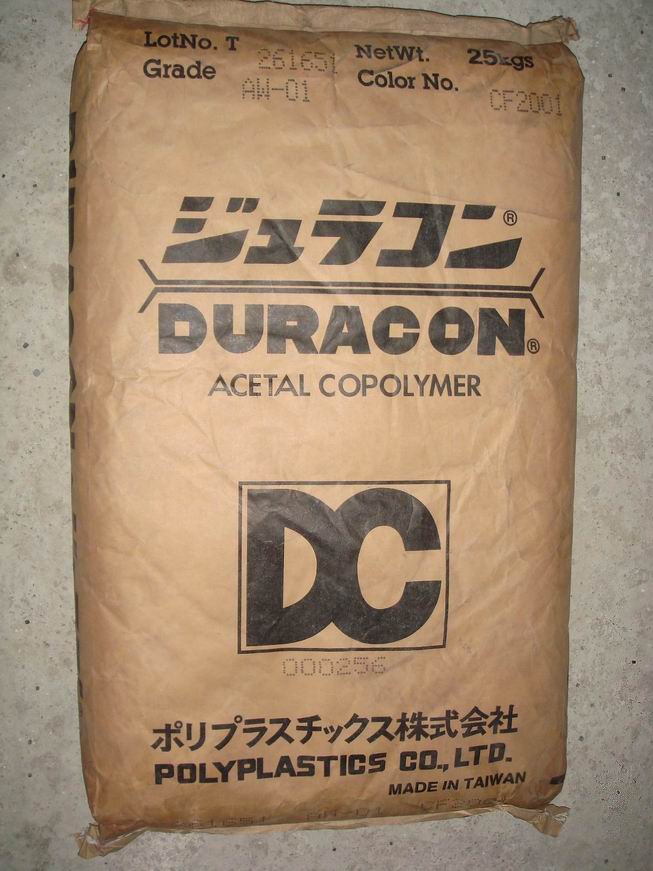 LotNo. T 261651 NetWt. 25kgs
Grade AW-01 Color No. CF2001
ジュラコン®
DURACON®
ACETAL COPOLYMER
DC
000256
ポリプラスチックス株式会社
POLYPLASTICS CO., LTD.
MADE IN TAIWAN